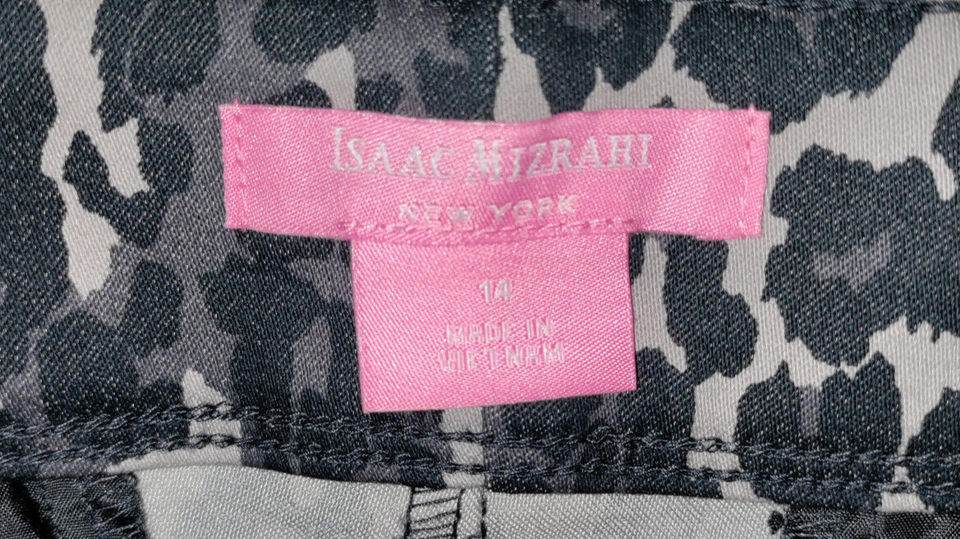 ISAAC MIZRAHI
NEW YORK
14
MADE IN
VIETNAM